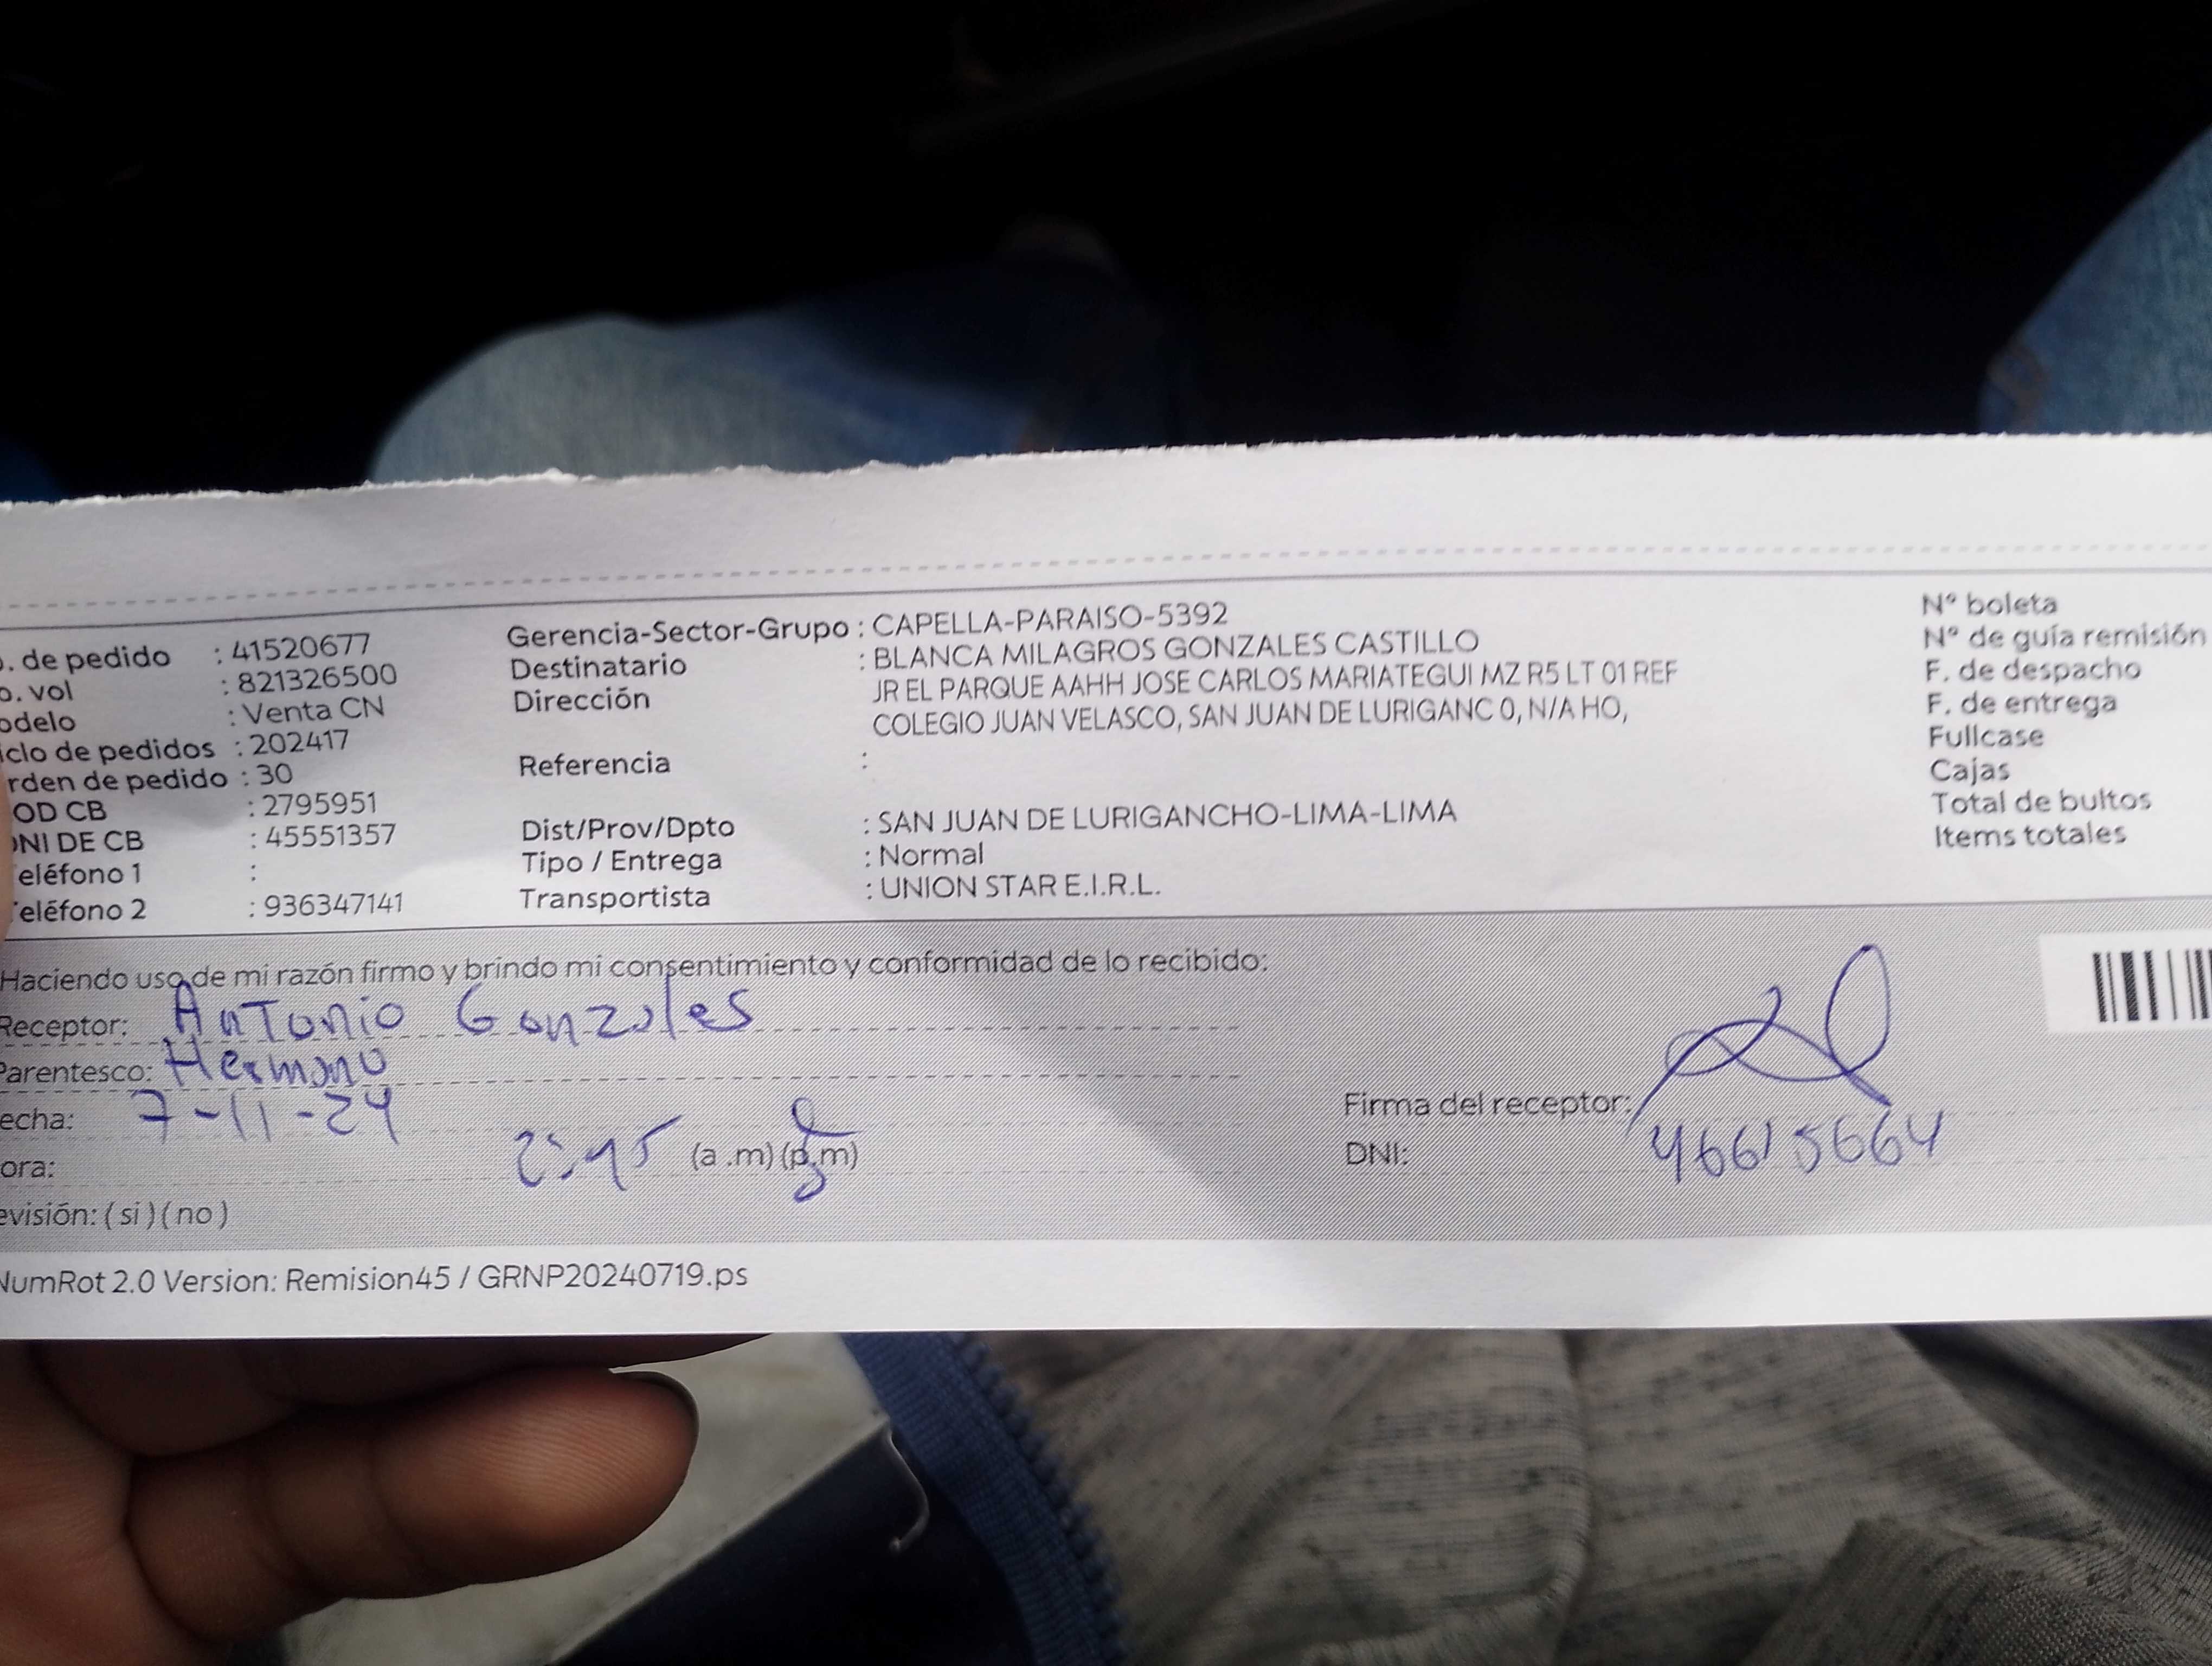 . de pedido : 41520677
o. vol : 821326500
odelo : Venta CN
iclo de pedidos : 202417
rden de pedido : 30
OD CB : 2795951
NI DE CB : 45551357
eléfono 1 :
eléfono 2 : 936347141
Gerencia-Sector-Grupo : CAPELLA-PARAISO-5392
Destinatario : BLANCA MILAGROS GONZALES CASTILLO
Dirección JR EL PARQUE AAHH JOSE CARLOS MARIATEGUI MZ R5 LT 01 REF
COLEGIO JUAN VELASCO, SAN JUAN DE LURIGANC 0, N/A HO,
Referencia :
Dist/Prov/Dpto : SAN JUAN DE LURIGANCHO-LIMA-LIMA
Tipo / Entrega : Normal
Transportista : UNION STAR E.I.R.L.
N° boleta
N° de guía remisión
F. de despacho
F. de entrega
Fullcase
Cajas
Total de bultos
Items totales
Haciendo uso de mi razón firmo y brindo mi consentimiento y conformidad de lo recibido:
Receptor: Antonio Gonzales
Parentesco: Hermano
echa: 7-11-24
ora: 2:45 (a .m) (p.m)
evisión: ( si ) ( no )
Firma del receptor:
DNI: 46615664
NumRot 2.0 Version: Remision45 / GRNP20240719.ps